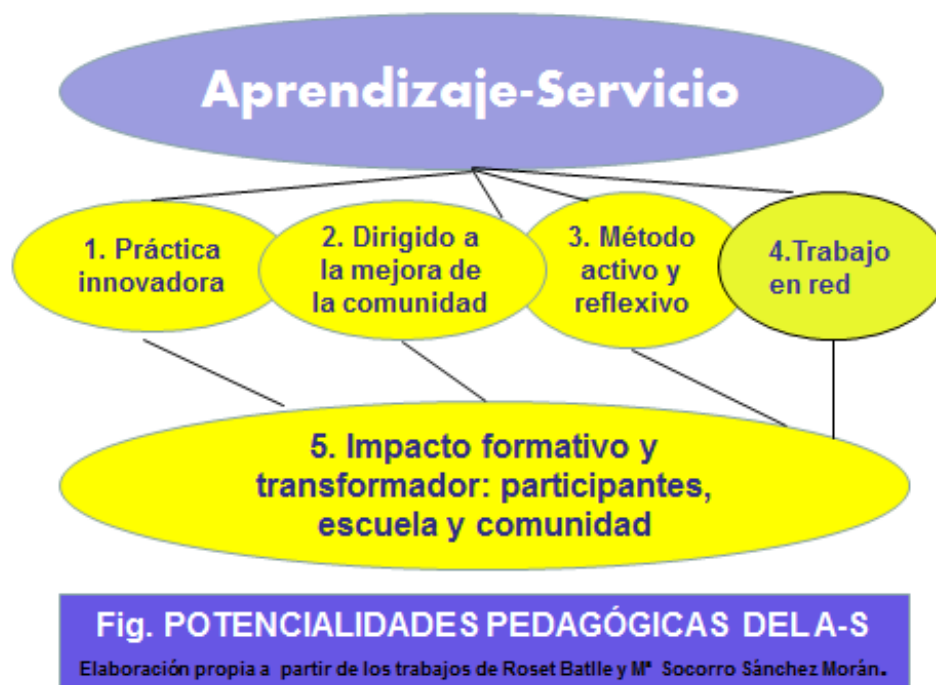 Aprendizaje-Servicio
1. Práctica
innovadora
2. Dirigido a
la mejora de
la comunidad
3. Método
activo y
reflexivo
4.Trabajo
en red
5. Impacto formativo y
transformador: participantes,
escuela y comunidad
Fig. POTENCIALIDADES PEDAGÓGICAS DEL A-S
Elaboración propia a partir de los trabajos de Roset Batlle y Mª Socorro Sánchez Morán.